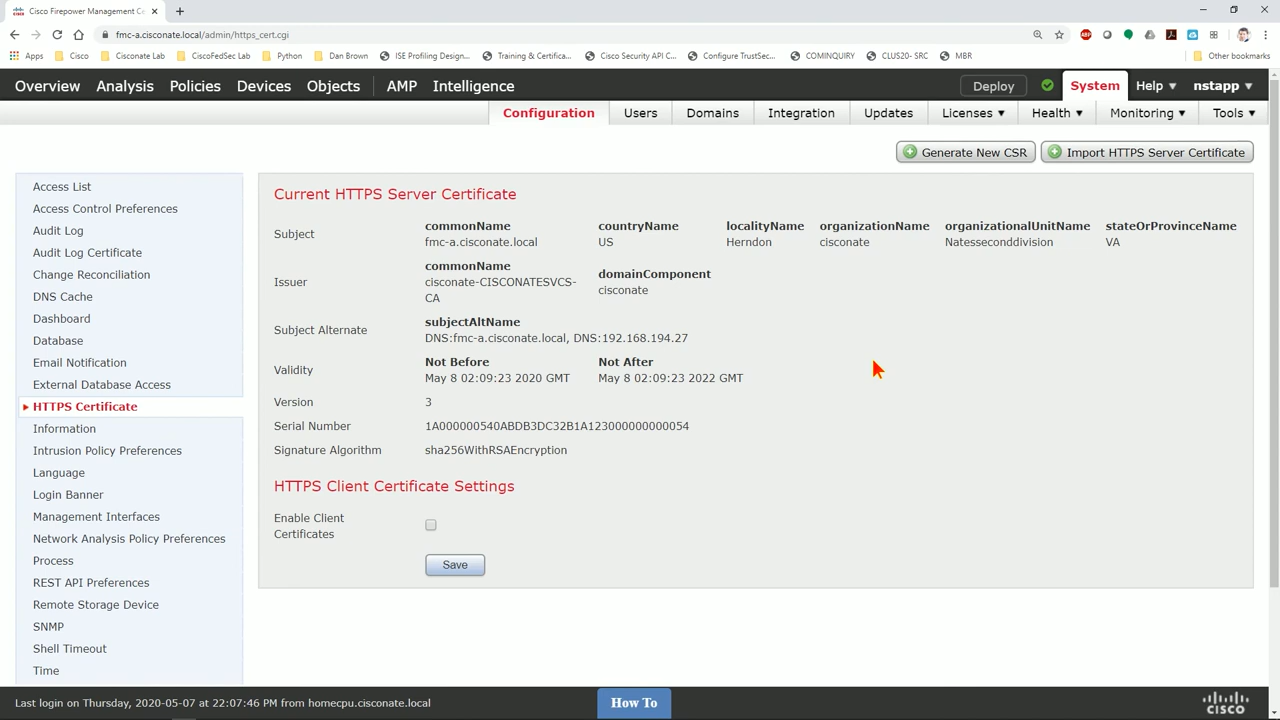 Cisco Firepower Management Ce
fmc-a.cisconate.local/admin/https_cert.cgi
Apps Cisco Cisconate Lab CiscoFedSec Lab Python Dan Brown ISE Profiling Design... Training & Certifica... Cisco Security API C... Configure TrustSec... COMINQUIRY CLUS20- SRC MBR Other bookmarks
Overview Analysis Policies Devices Objects AMP Intelligence Deploy System Help nstapp
Configuration Users Domains Integration Updates Licenses Health Monitoring Tools
Generate New CSR Import HTTPS Server Certificate
Access List
Access Control Preferences
Audit Log
Audit Log Certificate
Change Reconciliation
DNS Cache
Dashboard
Database
Email Notification
External Database Access
HTTPS Certificate
Information
Intrusion Policy Preferences
Language
Login Banner
Management Interfaces
Network Analysis Policy Preferences
Process
REST API Preferences
Remote Storage Device
SNMP
Shell Timeout
Time
Current HTTPS Server Certificate
commonName countryName localityName organizationName organizationalUnitName stateOrProvinceName
Subject
fmc-a.cisconate.local US Herndon cisconate Natesseconddivision VA
commonName domainComponent
Issuer
cisconate-CISCONATESVCS-
CA
cisconate
subjectAltName
Subject Alternate
DNS:fmc-a.cisconate.local, DNS:192.168.194.27
Not Before Not After
Validity
May 8 02:09:23 2020 GMT May 8 02:09:23 2022 GMT
Version 3
Serial Number 1A000000540ABDB3DC32B1A123000000000054
Signature Algorithm sha256WithRSAEncryption
HTTPS Client Certificate Settings
Enable Client
Certificates
Save
Last login on Thursday, 2020-05-07 at 22:07:46 PM from homecpu.cisconate.local How To
cisco